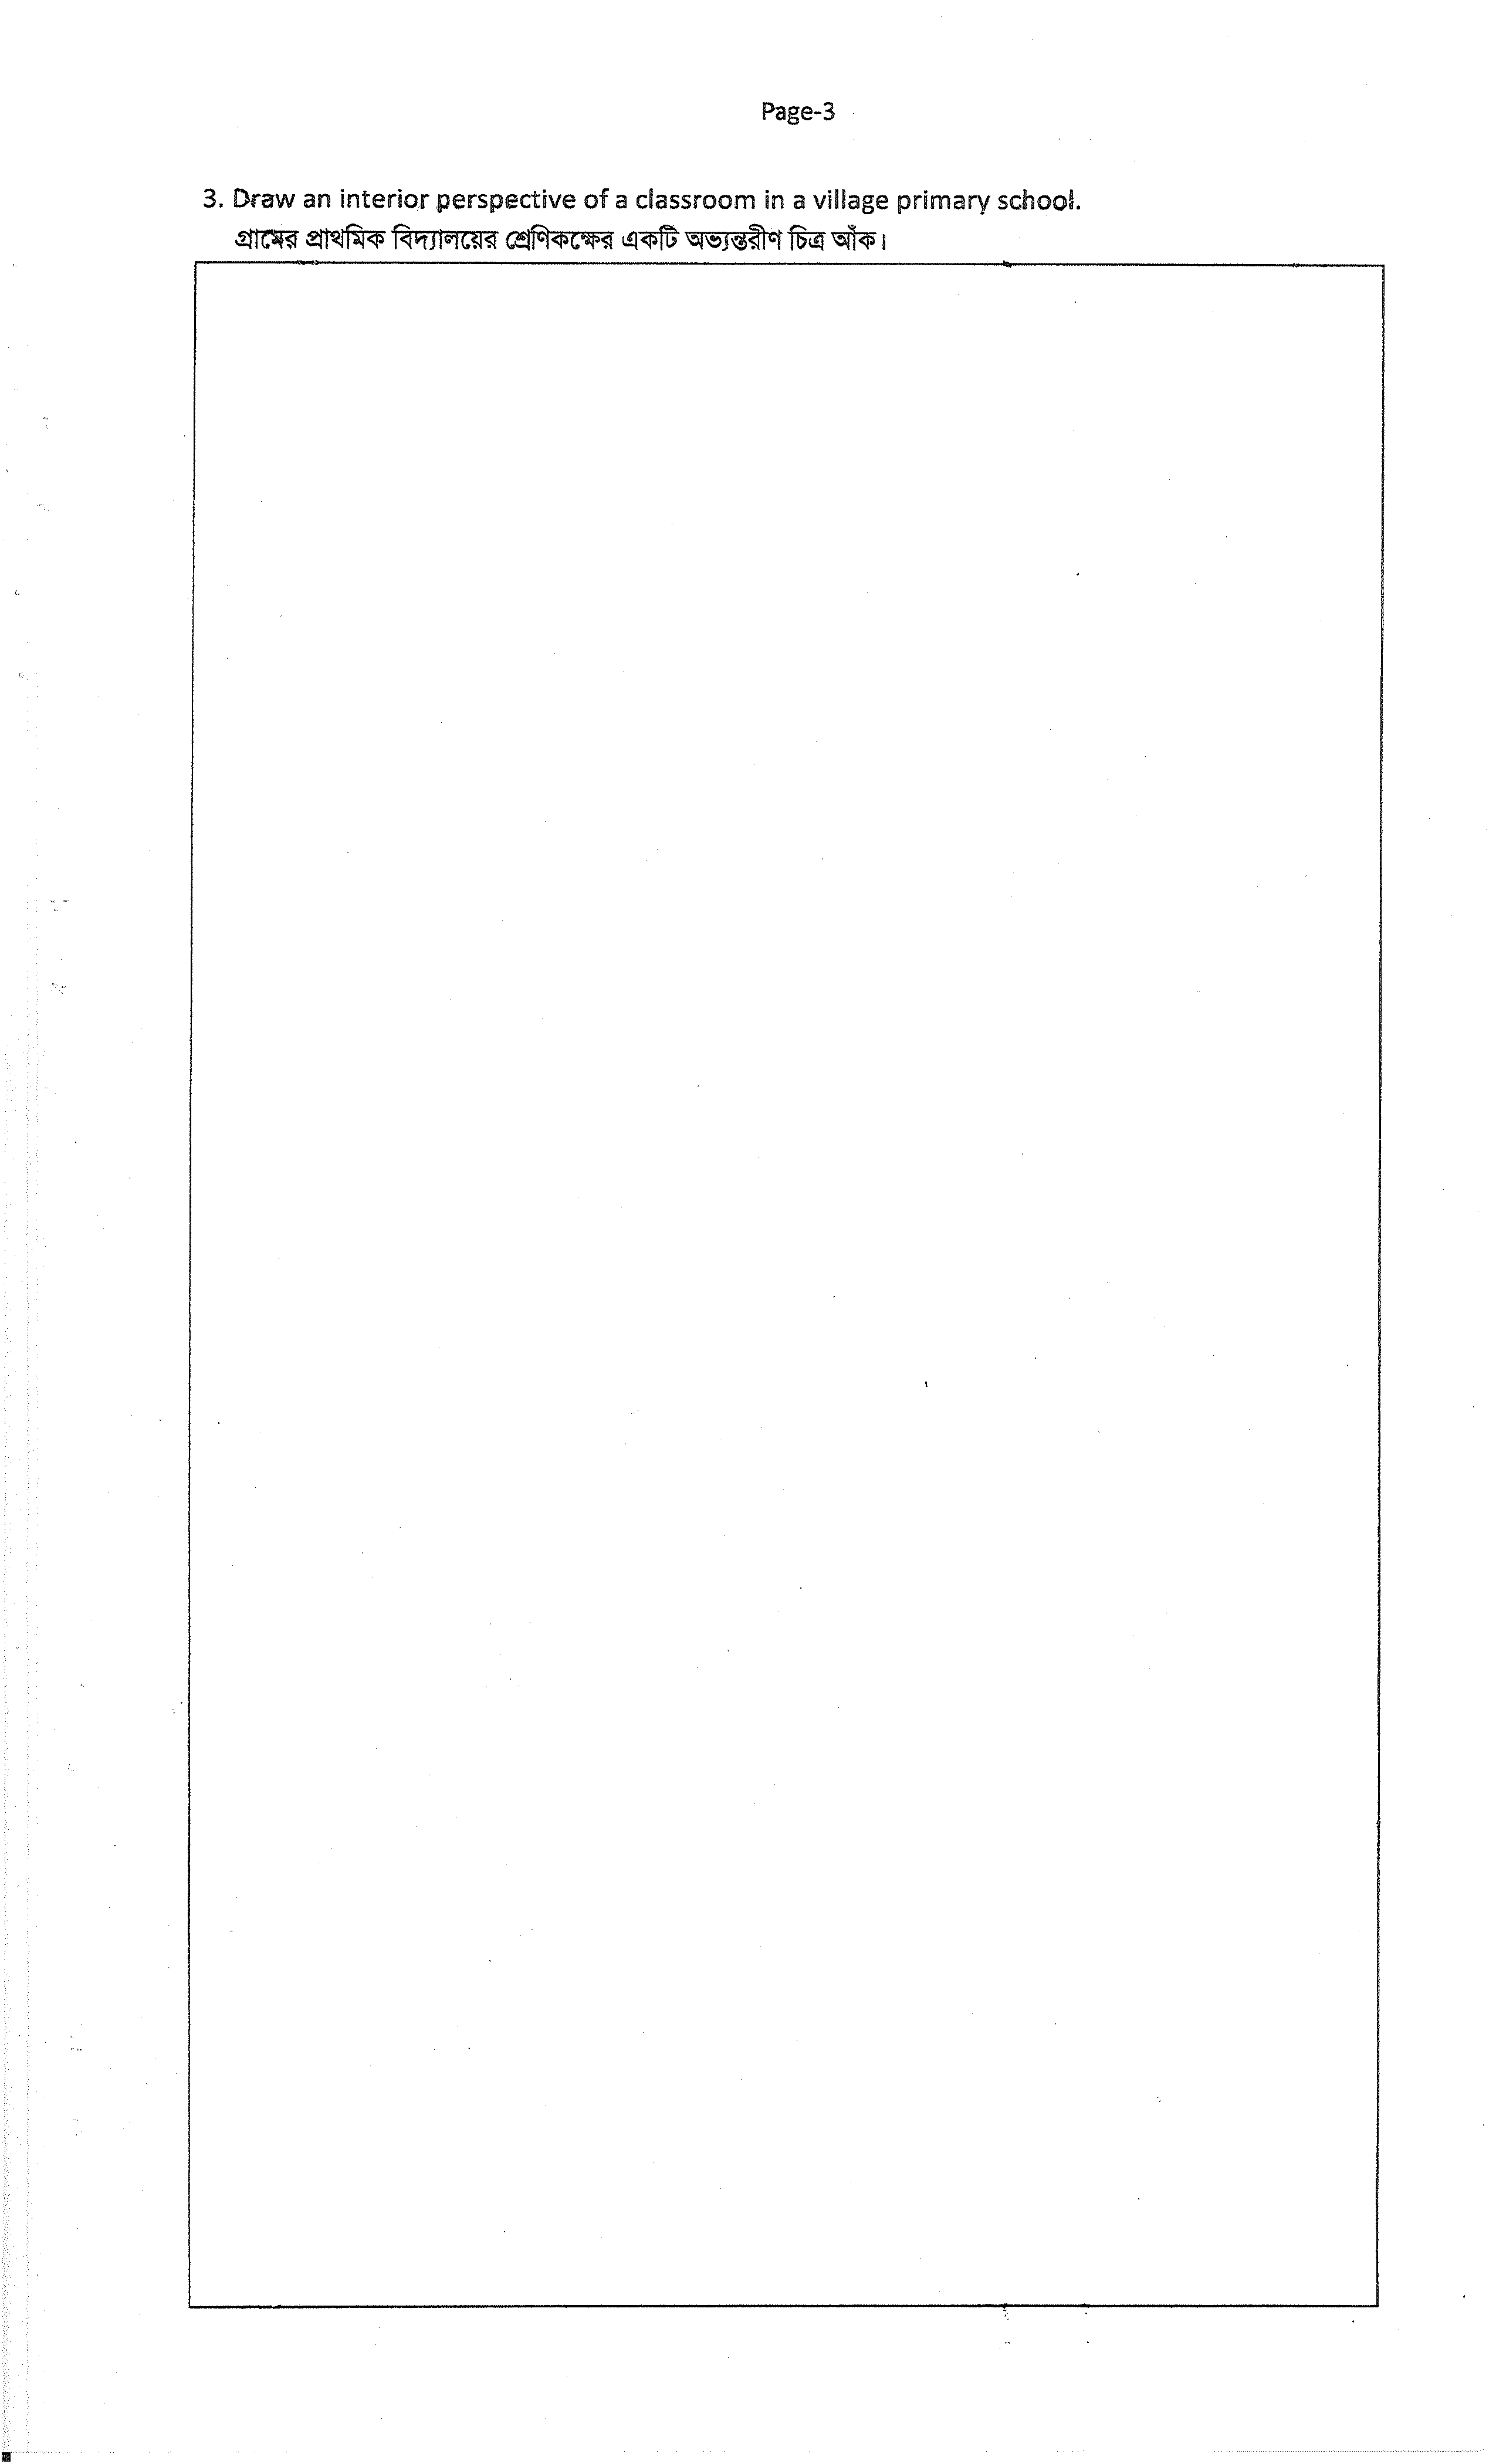 Page-3
3. Draw an interior perspective of a classroom in a village primary school.
গ্রামের প্রাথমিক বিদ্যালয়ের শ্রেণিকক্ষের একটি অভ্যন্তরীণ চিত্র আঁক।